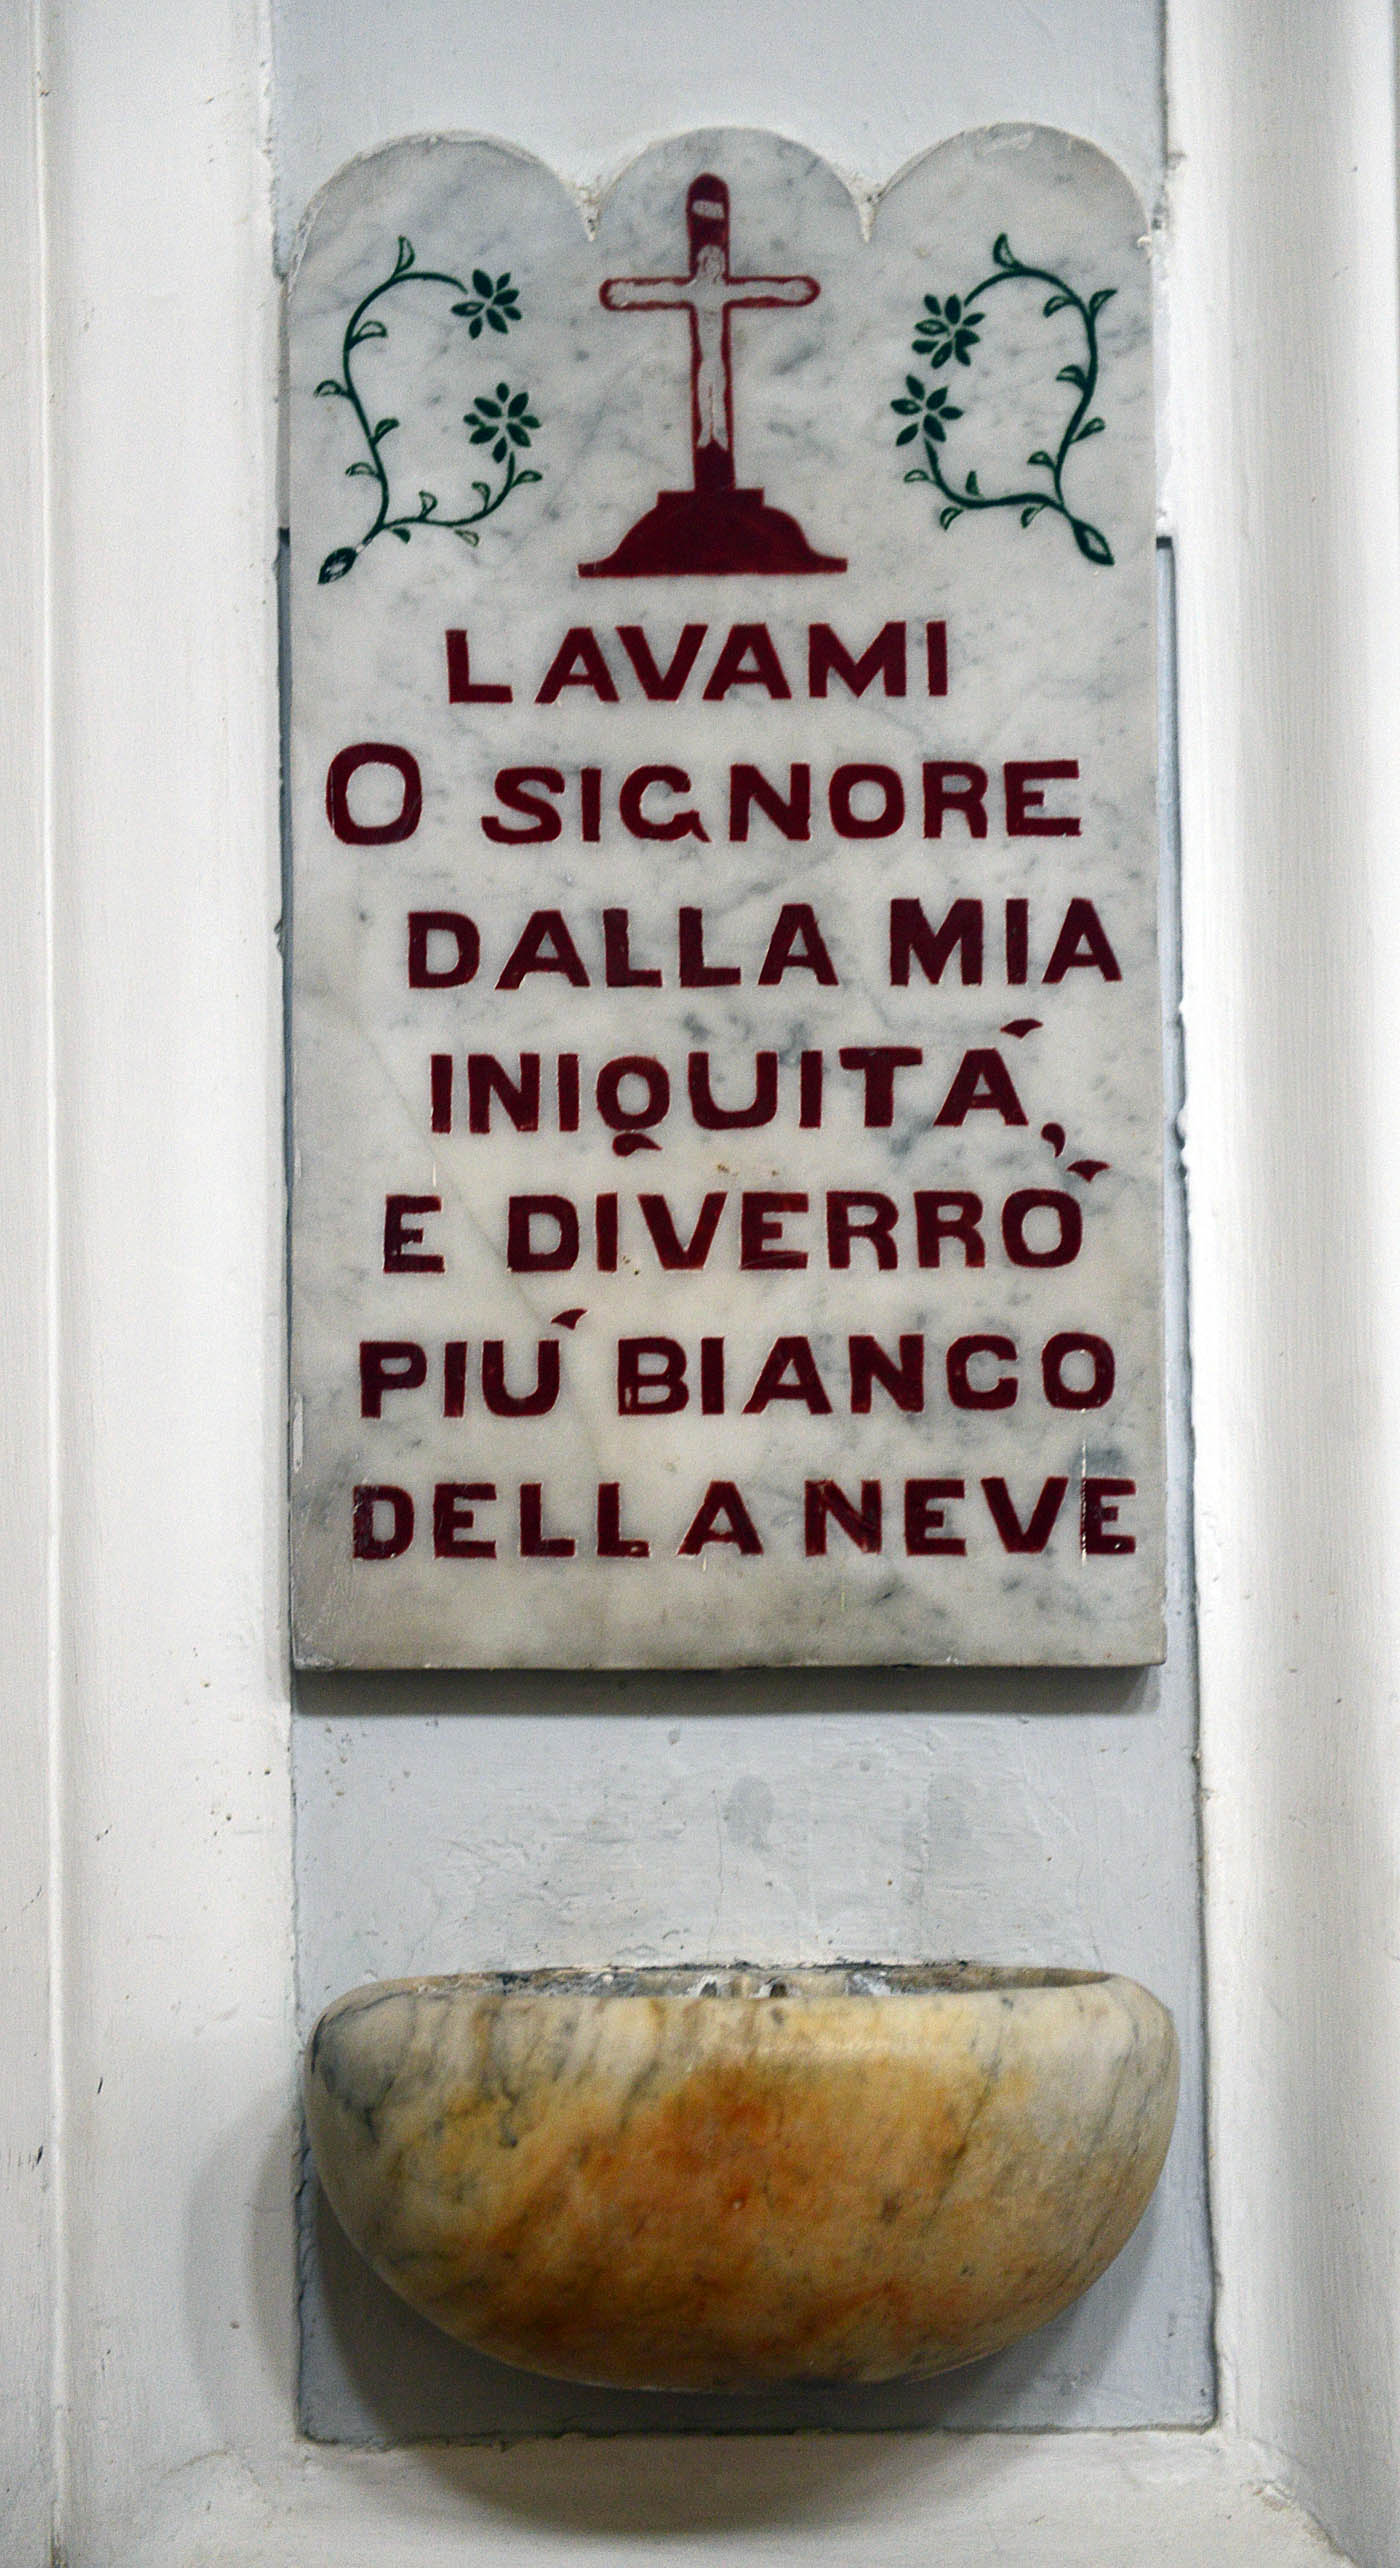 LAVAMI
O SIGNORE
DALLA MIA
INIQUITÁ,
E DIVERRÓ
PIÚ BIANCO
DELLA NEVE